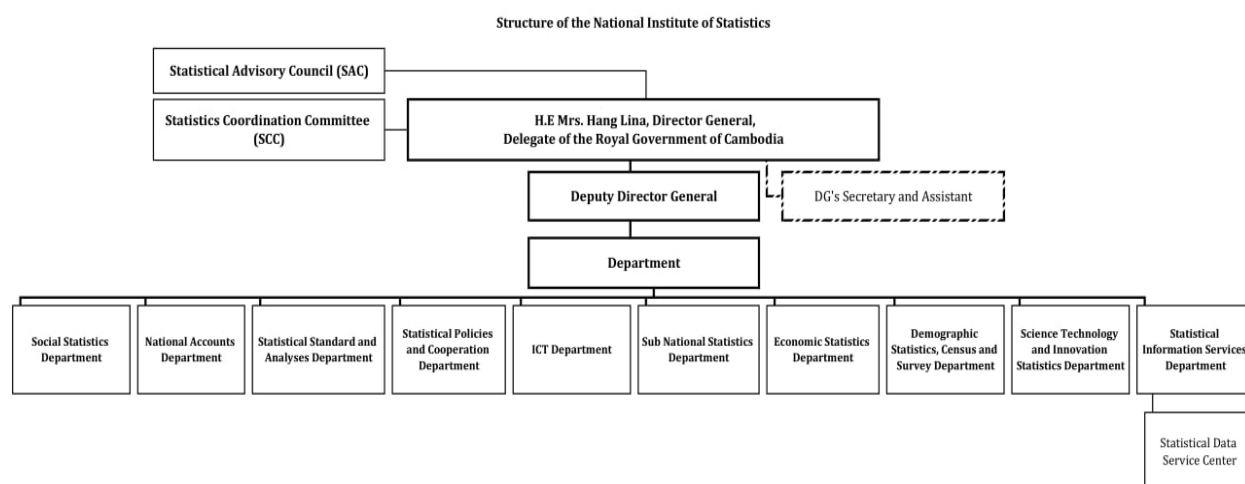 Structure of the National Institute of Statistics
Statistical Advisory Council (SAC)
Statistics Coordination Committee
(SCC)
H.E Mrs. Hang Lina, Director General,
Delegate of the Royal Government of Cambodia
Deputy Director General
DG's Secretary and Assistant
Department
Social Statistics
Department
National Accounts
Department
Statistical Standard and
Analyses Department
Statistical Policies
and Cooperation
Department
ICT Department
Sub National Statistics
Department
Economic Statistics
Department
Demographic
Statistics, Census and
Survey Department
Science Technology
and Innovation
Statistics Department
Statistical
Information Services
Department
Statistical Data
Service Center